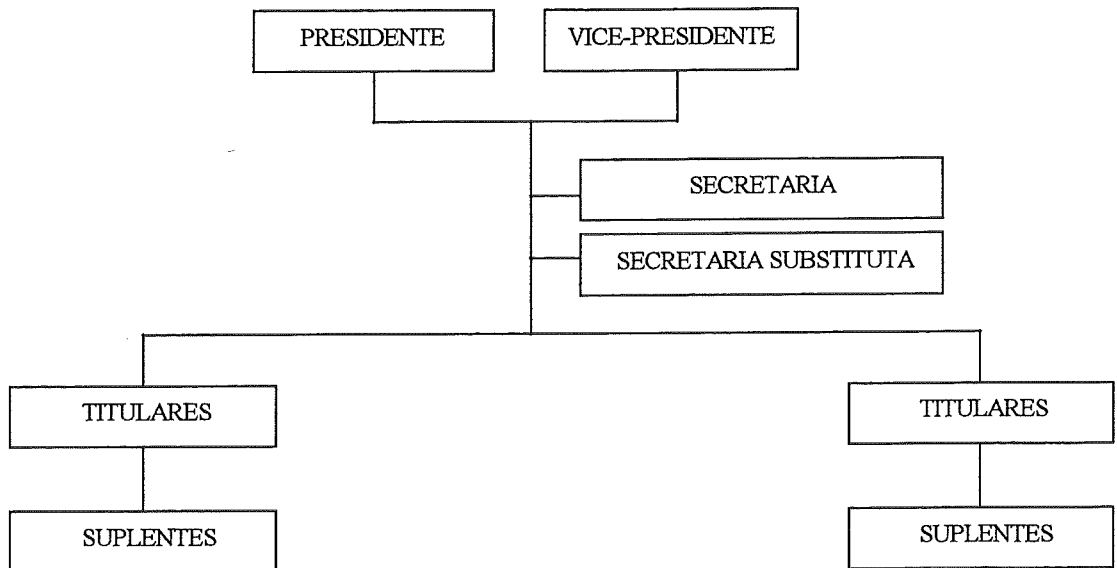 PRESIDENTE
VICE-PRESIDENTE
SECRETARIA
SECRETARIA SUBSTITUTA
TITULARES
TITULARES
SUPLENTES
SUPLENTES